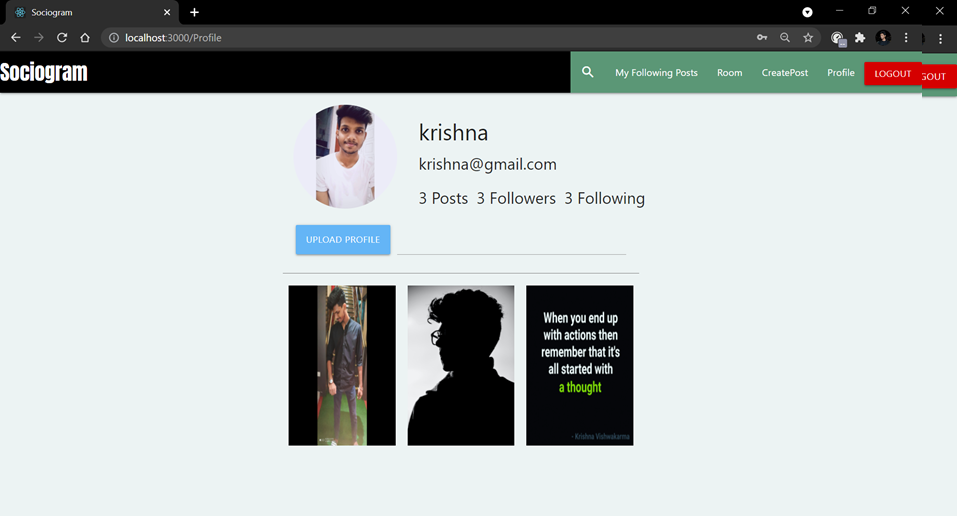 Sociogram
localhost:3000/Profile
Sociogram
My Following Posts Room CreatePost Profile LOGOUT
GOUT
krishna
krishna@gmail.com
3 Posts 3 Followers 3 Following
UPLOAD PROFILE
When you end up
with actions then
remember that it's
all started with
a thought
- Krishna Vishwakarma